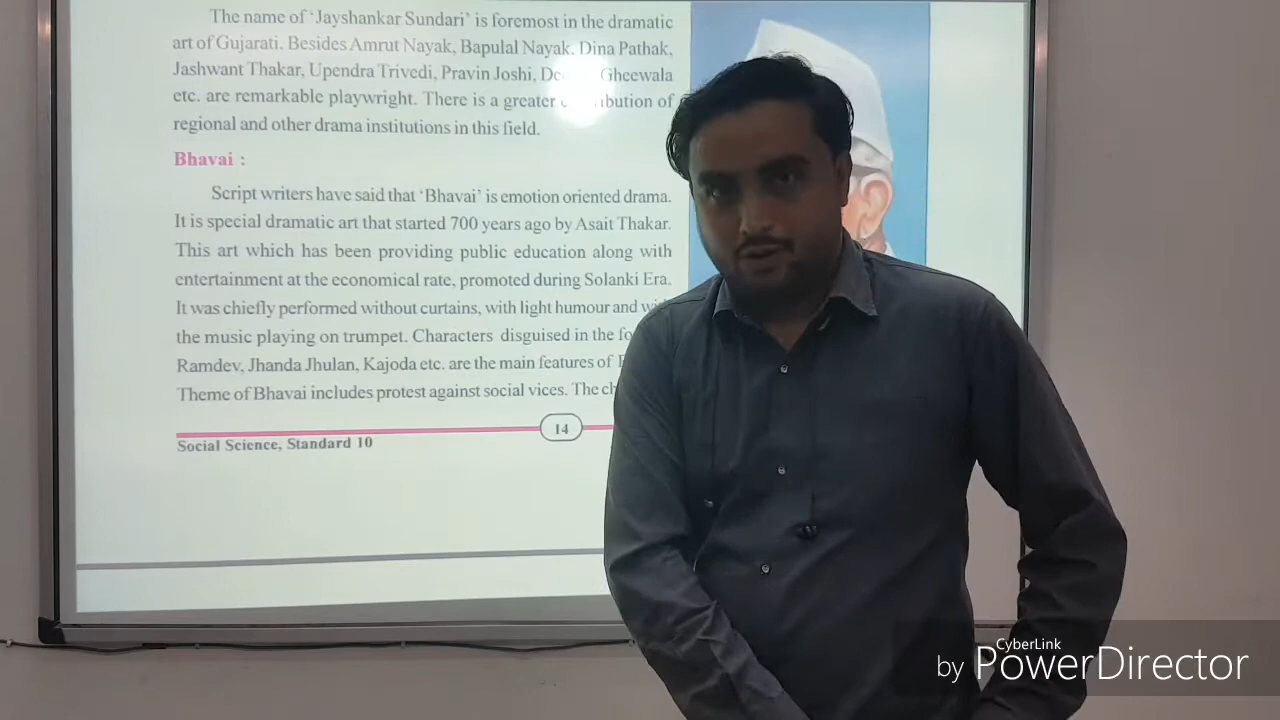 The name of ‘Jayshankar Sundari’ is foremost in the dramatic
art of Gujarati. Besides Amrut Nayak, Bapulal Nayak, Dina Pathak,
Jashwant Thakar, Upendra Trivedi, Pravin Joshi, Gheewala
etc. are remarkable playwright. There is a greater of
regional and other drama institutions in this field.
Bhavai :
Script writers have said that ‘Bhavai’ is emotion oriented drama.
It is special dramatic art that started 700 years ago by Asait Thakar.
This art which has been providing public education along with
entertainment at the economical rate, promoted during Solanki Era.
It was chiefly performed without curtains, with light humour and
the music playing on trumpet. Characters disguised in the
Ramdev, Jhanda Jhulan, Kajoda etc. are the main features of
Theme of Bhavai includes protest against social vices. The
14
Social Science, Standard 10
CyberLink
by PowerDirector